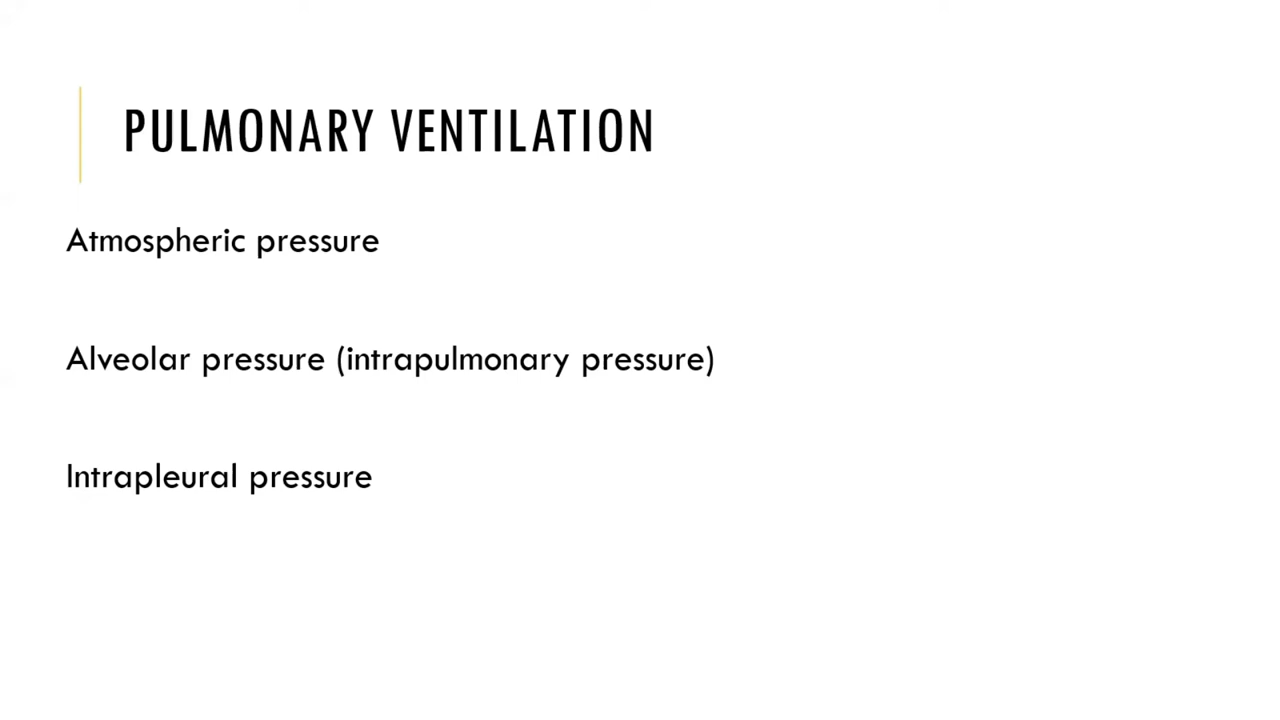 PULMONARY VENTILATION
Atmospheric pressure
Alveolar pressure (intrapulmonary pressure)
Intrapleural pressure